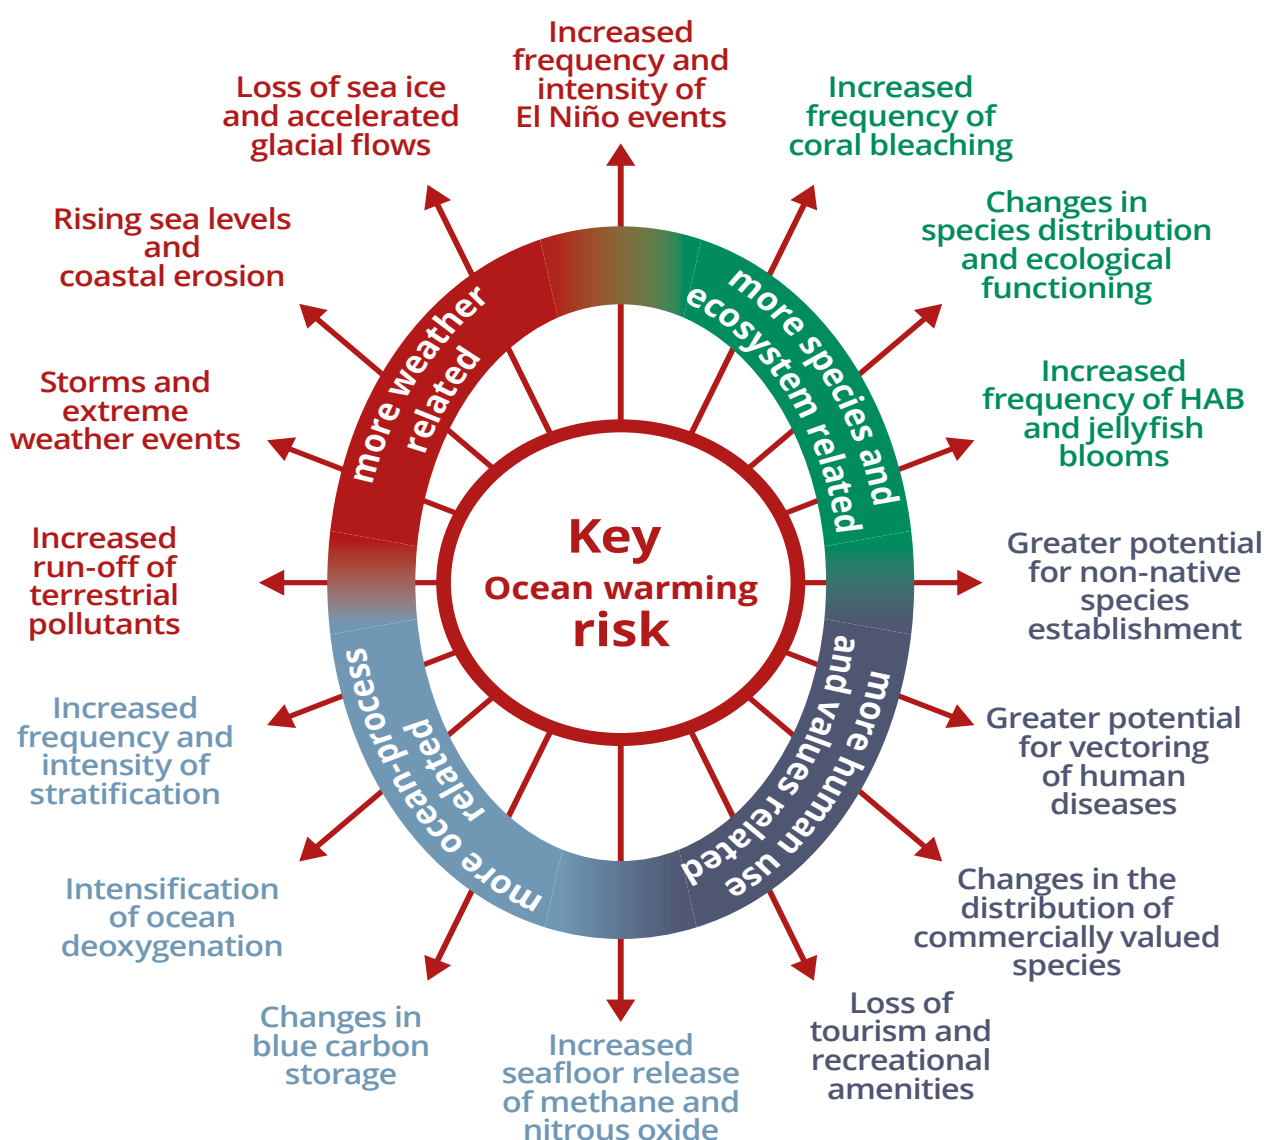 Increased
frequency and
intensity of
El Niño events
Increased
frequency of
coral bleaching
Changes in
species distribution
and ecological
functioning
Increased
frequency of HAB
and jellyfish
blooms
Greater potential
for non-native
species
establishment
Greater potential
for vectoring
of human
diseases
Changes in the
distribution of
commercially valued
species
Loss of
tourism and
recreational
amenities
Increased
seafloor release
of methane and
nitrous oxide
Changes in
blue carbon
storage
Intensification
of ocean
deoxygenation
Increased
frequency and
intensity of
stratification
Increased
run-off of
terrestrial
pollutants
Storms and
extreme
weather events
Rising sea levels
and
coastal erosion
Loss of sea ice
and accelerated
glacial flows
more weather
related
more species and
ecosystem related
more human use
and values related
more ocean-process
related
Key
Ocean warming
risk